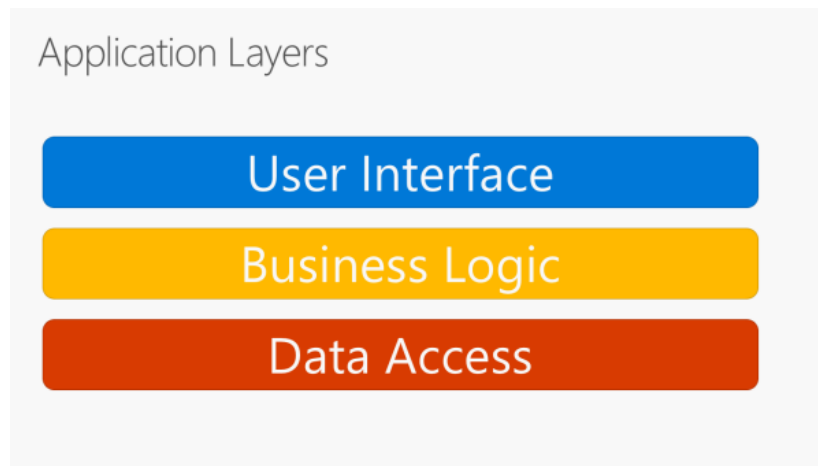 Application Layers
User Interface
Business Logic
Data Access